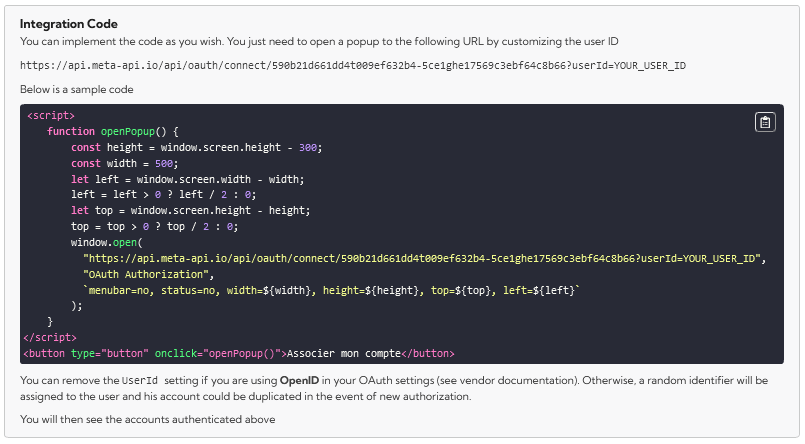 Integration Code
You can implement the code as you wish. You just need to open a popup to the following URL by customizing the user ID
https://api.meta-api.io/api/oauth/connect/590b21d661dd4t009ef632b4-5ce1ghe17569c3ebf64c8b66?userId=YOUR_USER_ID
Below is a sample code
<script>
    function openPopup() {
        const height = window.screen.height - 300;
        const width = 500;
        let left = window.screen.width - width;
        left = left > 0 ? left / 2 : 0;
        let top = window.screen.height - height;
        top = top > 0 ? top / 2 : 0;
        window.open(
          "https://api.meta-api.io/api/oauth/connect/590b21d661dd4t009ef632b4-5ce1ghe17569c3ebf64c8b66?userId=YOUR_USER_ID",
          "OAuth Authorization",
          `menubar=no, status=no, width=${width}, height=${height}, top=${top}, left=${left}`
        );
    }
</script>
<button type="button" onclick="openPopup()">Associer mon compte</button>
You can remove the UserId setting if you are using OpenID in your OAuth settings (see vendor documentation). Otherwise, a random identifier will be
assigned to the user and his account could be duplicated in the event of new authorization.
You will then see the accounts authenticated above